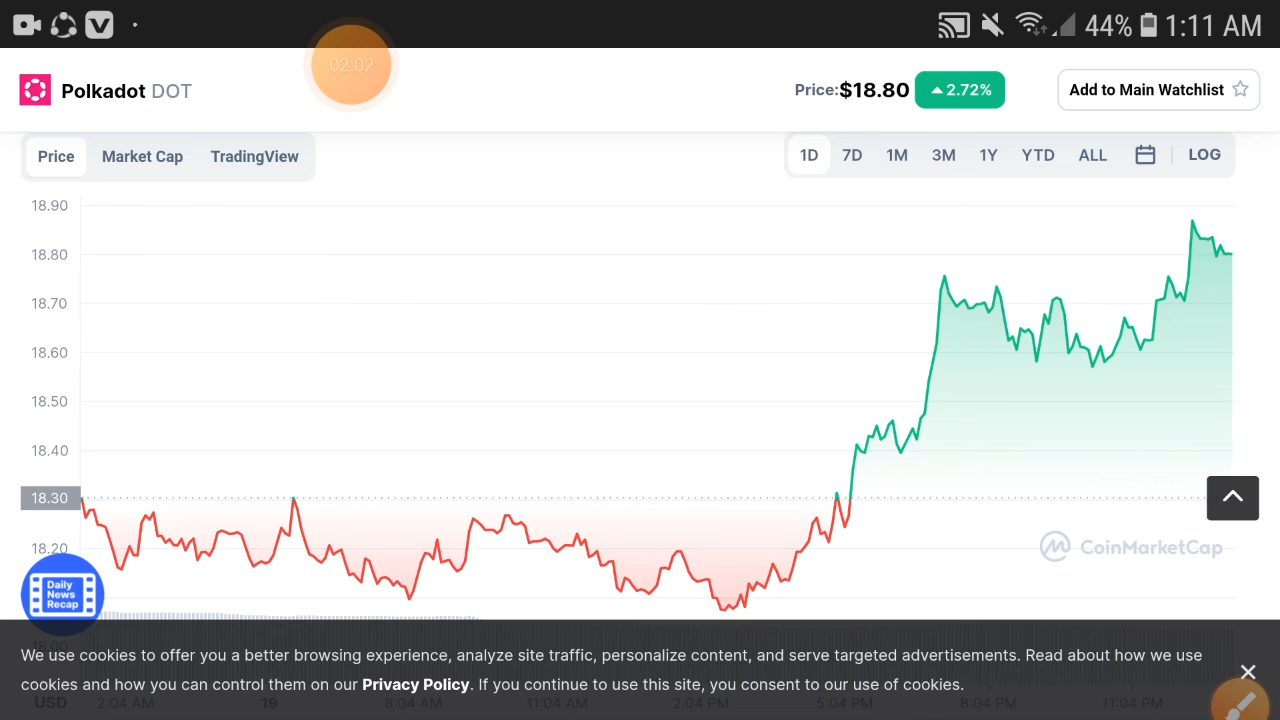 44% 1:11 AM
02:02
Polkadot DOT
Price:$18.80 2.72% Add to Main Watchlist
Price Market Cap TradingView
1D 7D 1M 3M 1Y YTD ALL LOG
18.90
18.80
18.70
18.60
18.50
18.40
18.30
18.20
CoinMarketCap
Daily
News
Recap
18.00
We use cookies to offer you a better browsing experience, analyze site traffic, personalize content, and serve targeted advertisements. Read about how we use
cookies and how you can control them on our Privacy Policy. If you continue to use this site, you consent to our use of cookies.
USD 2:04 AM 19 8:04 AM 11:04 AM 2:04 PM 5:04 PM 8:04 PM 11:04 PM